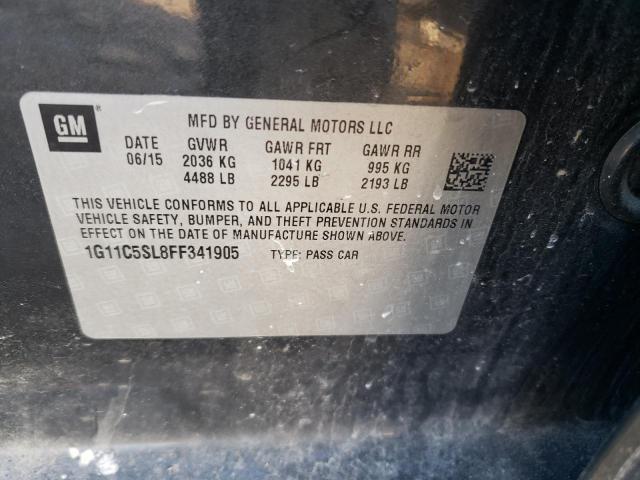 GM ®
MFD BY GENERAL MOTORS LLC
DATE GVWR GAWR FRT GAWR RR
06/15 2036 KG 1041 KG 995 KG
4488 LB 2295 LB 2193 LB
THIS VEHICLE CONFORMS TO ALL APPLICABLE U.S. FEDERAL MOTOR
VEHICLE SAFETY, BUMPER, AND THEFT PREVENTION STANDARDS IN
EFFECT ON THE DATE OF MANUFACTURE SHOWN ABOVE.
1G11C5SL8FF341905 TYPE: PASS CAR